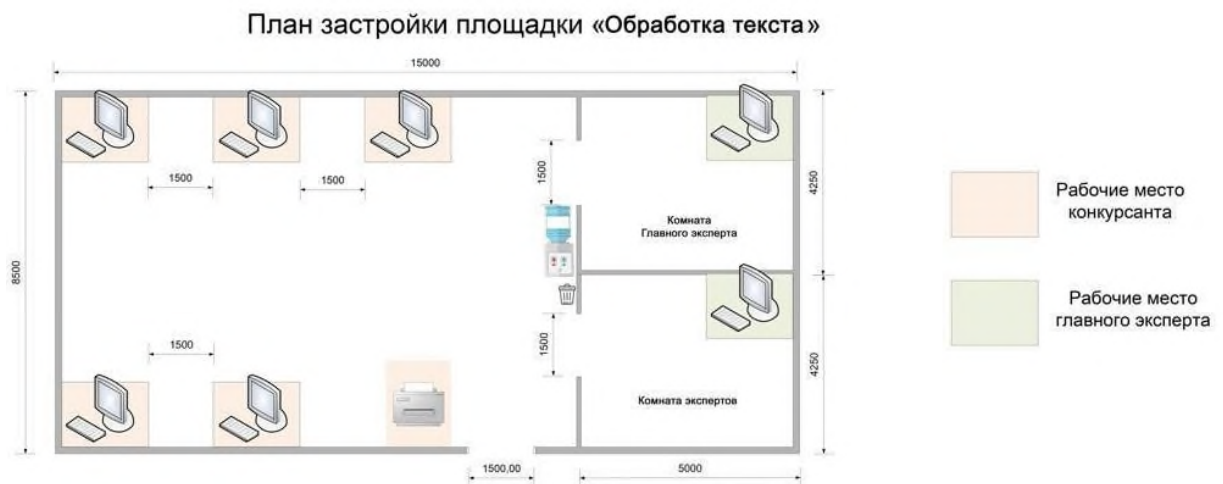 План застройки площадки «Обработка текста»
15000
1500
1500
1500
4250
8500
Комната
Главного эксперта
Рабочие место
конкурсанта
Рабочие место
главного эксперта
1500
1500
4250
Комната экспертов
1500,00
5000